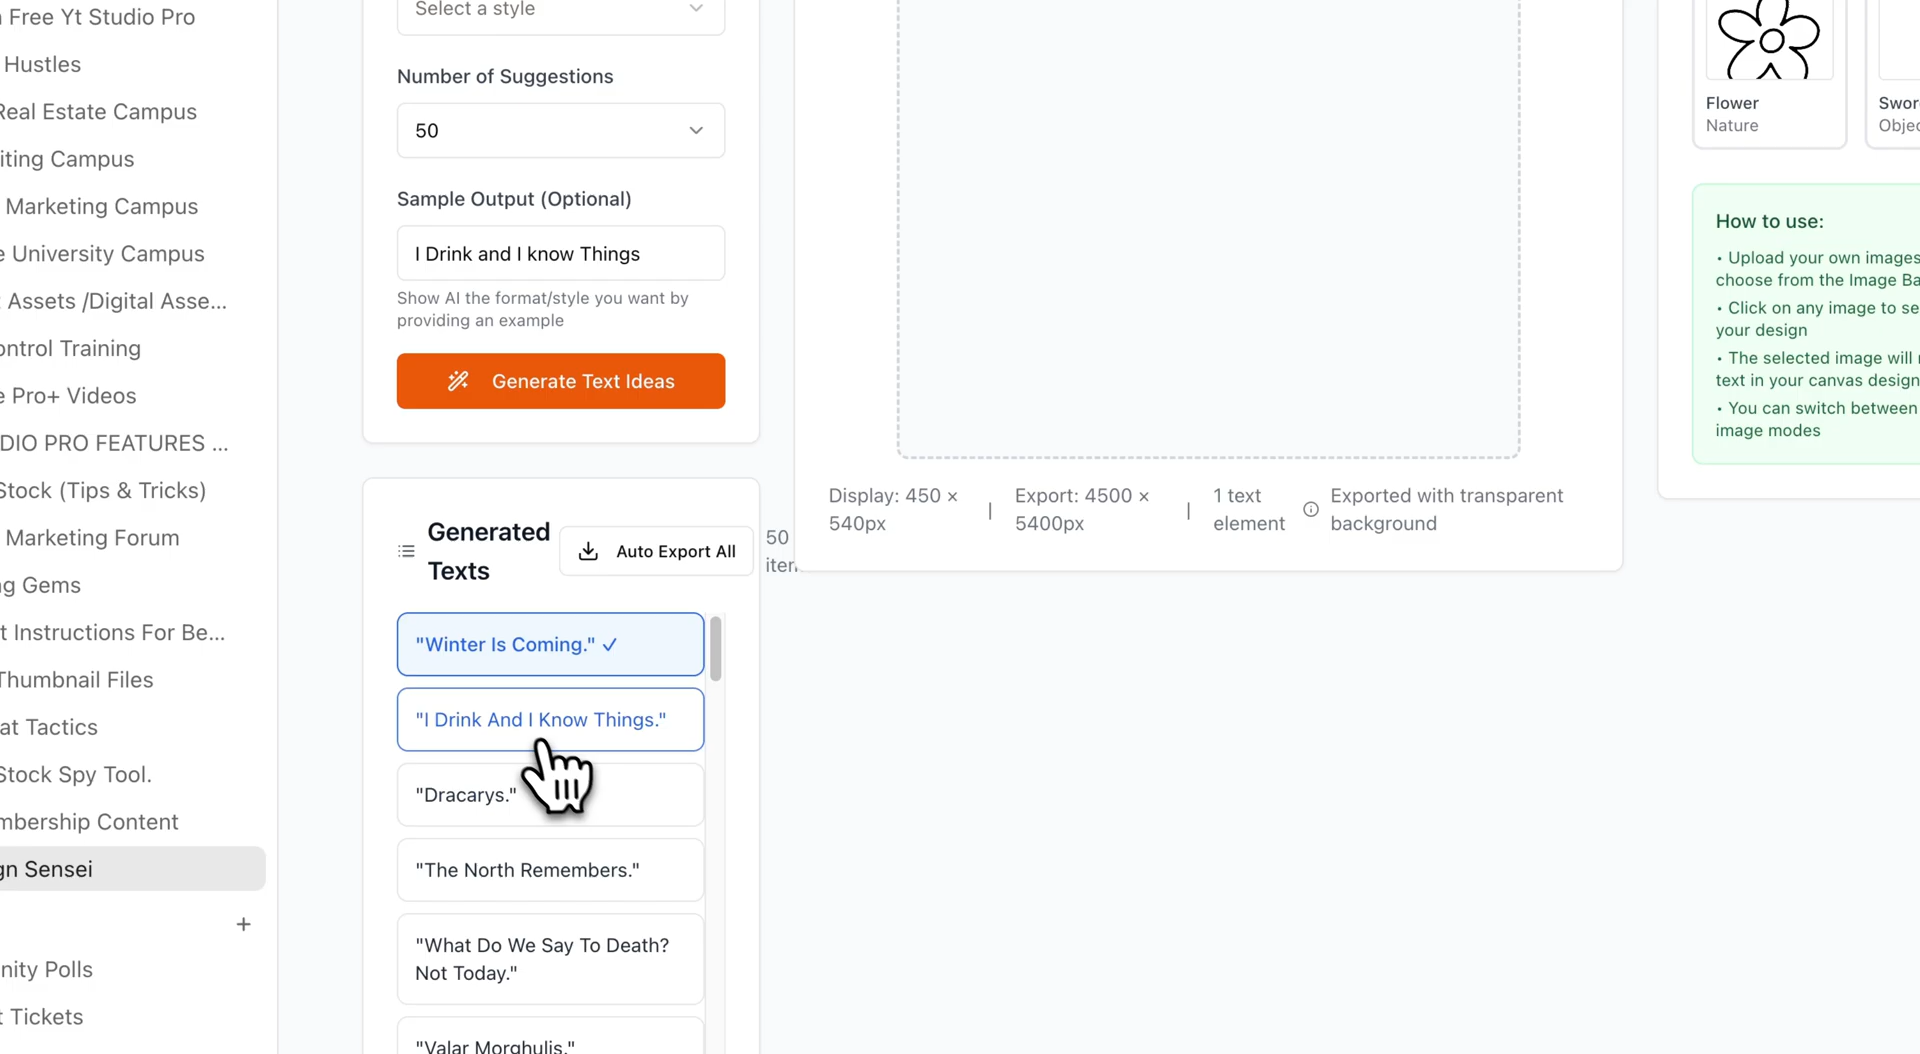 Free Yt Studio Pro
Hustles
Real Estate Campus
iting Campus
Marketing Campus
e University Campus
Assets /Digital Asse...
ontrol Training
e Pro+ Videos
DIO PRO FEATURES ...
Stock (Tips & Tricks)
Marketing Forum
ng Gems
t Instructions For Be...
Thumbnail Files
at Tactics
Stock Spy Tool.
mbership Content
gn Sensei
+
nity Polls
t Tickets
Select a style
Number of Suggestions
50
Sample Output (Optional)
I Drink and I know Things
Show AI the format/style you want by
providing an example
Generate Text Ideas
Generated
Texts
Auto Export All
50
item
"Winter Is Coming." ✓
"I Drink And I Know Things."
"Dracarys."
"The North Remembers."
"What Do We Say To Death?
Not Today."
"Valar Morghulis."
Display: 450 ×
540px
|
Export: 4500 ×
5400px
|
1 text
element
Exported with transparent
background
Flower
Nature
Swor
Objec
How to use:
• Upload your own images
choose from the Image Ba
• Click on any image to se
your design
• The selected image will
text in your canvas design
• You can switch between
image modes